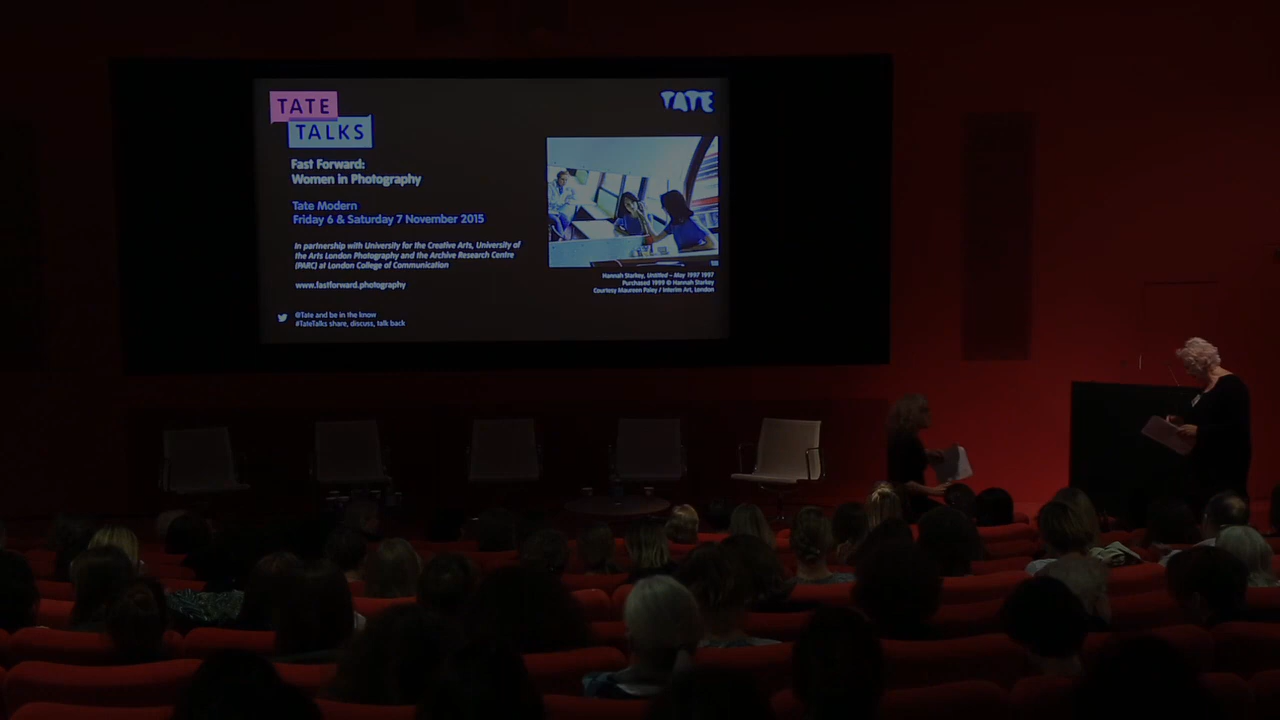 TATE
TALKS
TATE
Fast Forward:
Women in Photography
Tate Modern
Friday 6 & Saturday 7 November 2015
In partnership with University for the Creative Arts, University of
the Arts London Photography and the Archive Research Centre
(PARC) at London College of Communication
www.fastforward.photography
Hannah Starkey, Untitled – May 1997 1997
Purchased 1999 © Hannah Starkey
Courtesy Maureen Paley / Interim Art, London
@Tate and be in the know
#TateTalks share, discuss, talk back